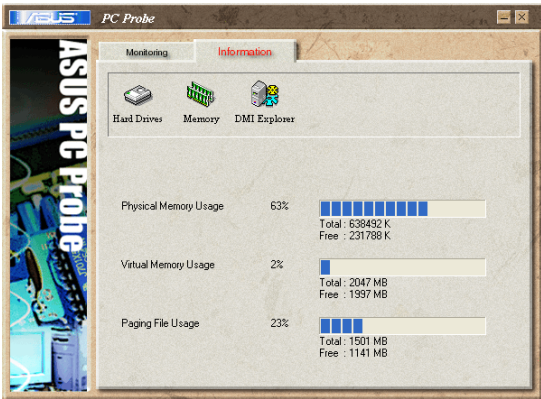 ASUS PC Probe
Monitoring Information
Hard Drives Memory DMI Explorer
ASUS PC Probe
Physical Memory Usage 63%
Total : 638492 K
Free : 231788 K
Virtual Memory Usage 2%
Total : 2047 MB
Free : 1997 MB
Paging File Usage 23%
Total : 1501 MB
Free : 1141 MB